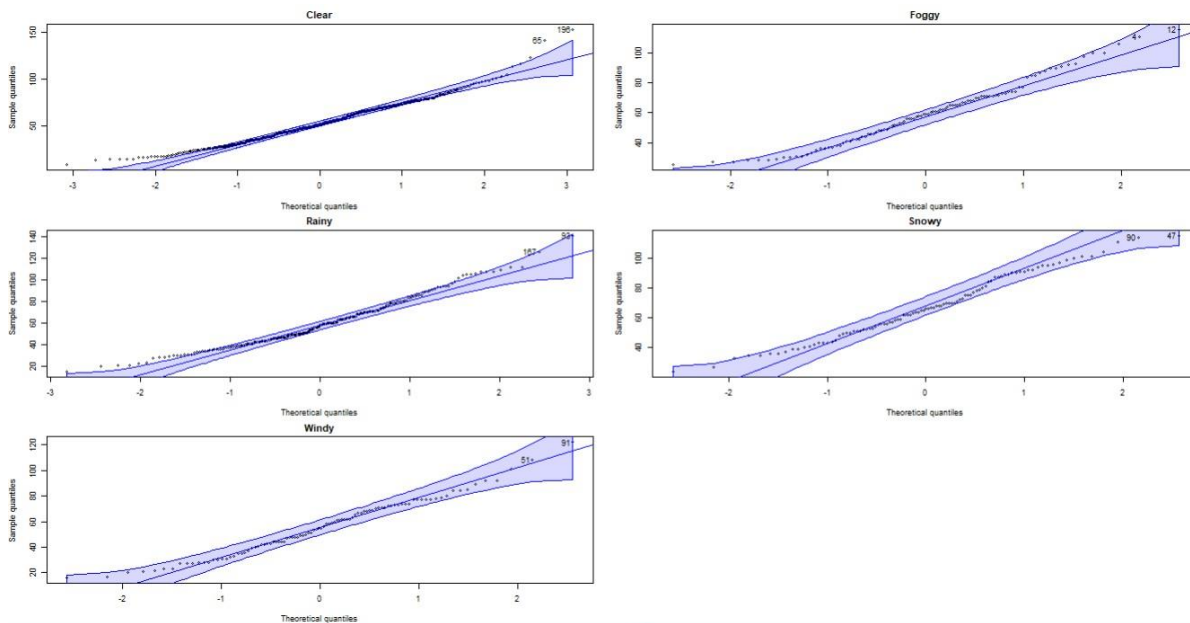 Clear
Sample quantiles
150
100
50
196
65
-3 -2 -1 0 1 2 3
Theoretical quantiles
Foggy
Sample quantiles
100
80
60
40
12
4
-2 -1 0 1 2
Theoretical quantiles
Rainy
Sample quantiles
140
120
100
80
60
40
20
93
167
-3 -2 -1 0 1 2 3
Theoretical quantiles
Snowy
Sample quantiles
100
80
60
40
47
90
-2 -1 0 1 2
Theoretical quantiles
Windy
Sample quantiles
120
100
80
60
40
20
91
51
-2 -1 0 1 2
Theoretical quantiles